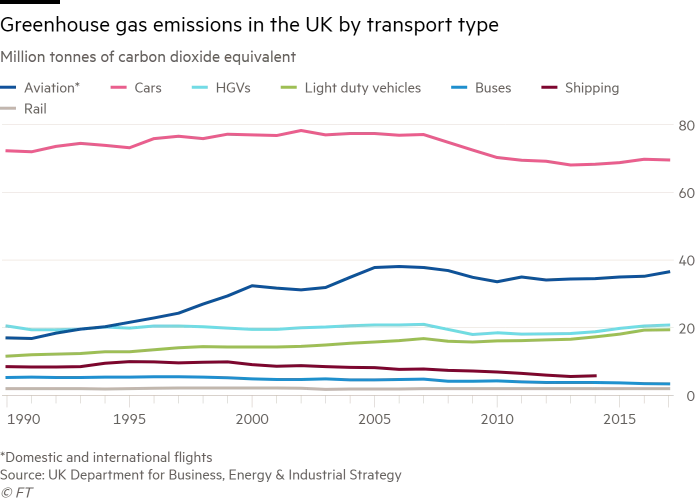 Greenhouse gas emissions in the UK by transport type
Million tonnes of carbon dioxide equivalent
Aviation* Cars HGVs Light duty vehicles Buses Shipping
Rail
80
60
40
20
0
1990 1995 2000 2005 2010 2015
*Domestic and international flights
Source: UK Department for Business, Energy & Industrial Strategy
© FT